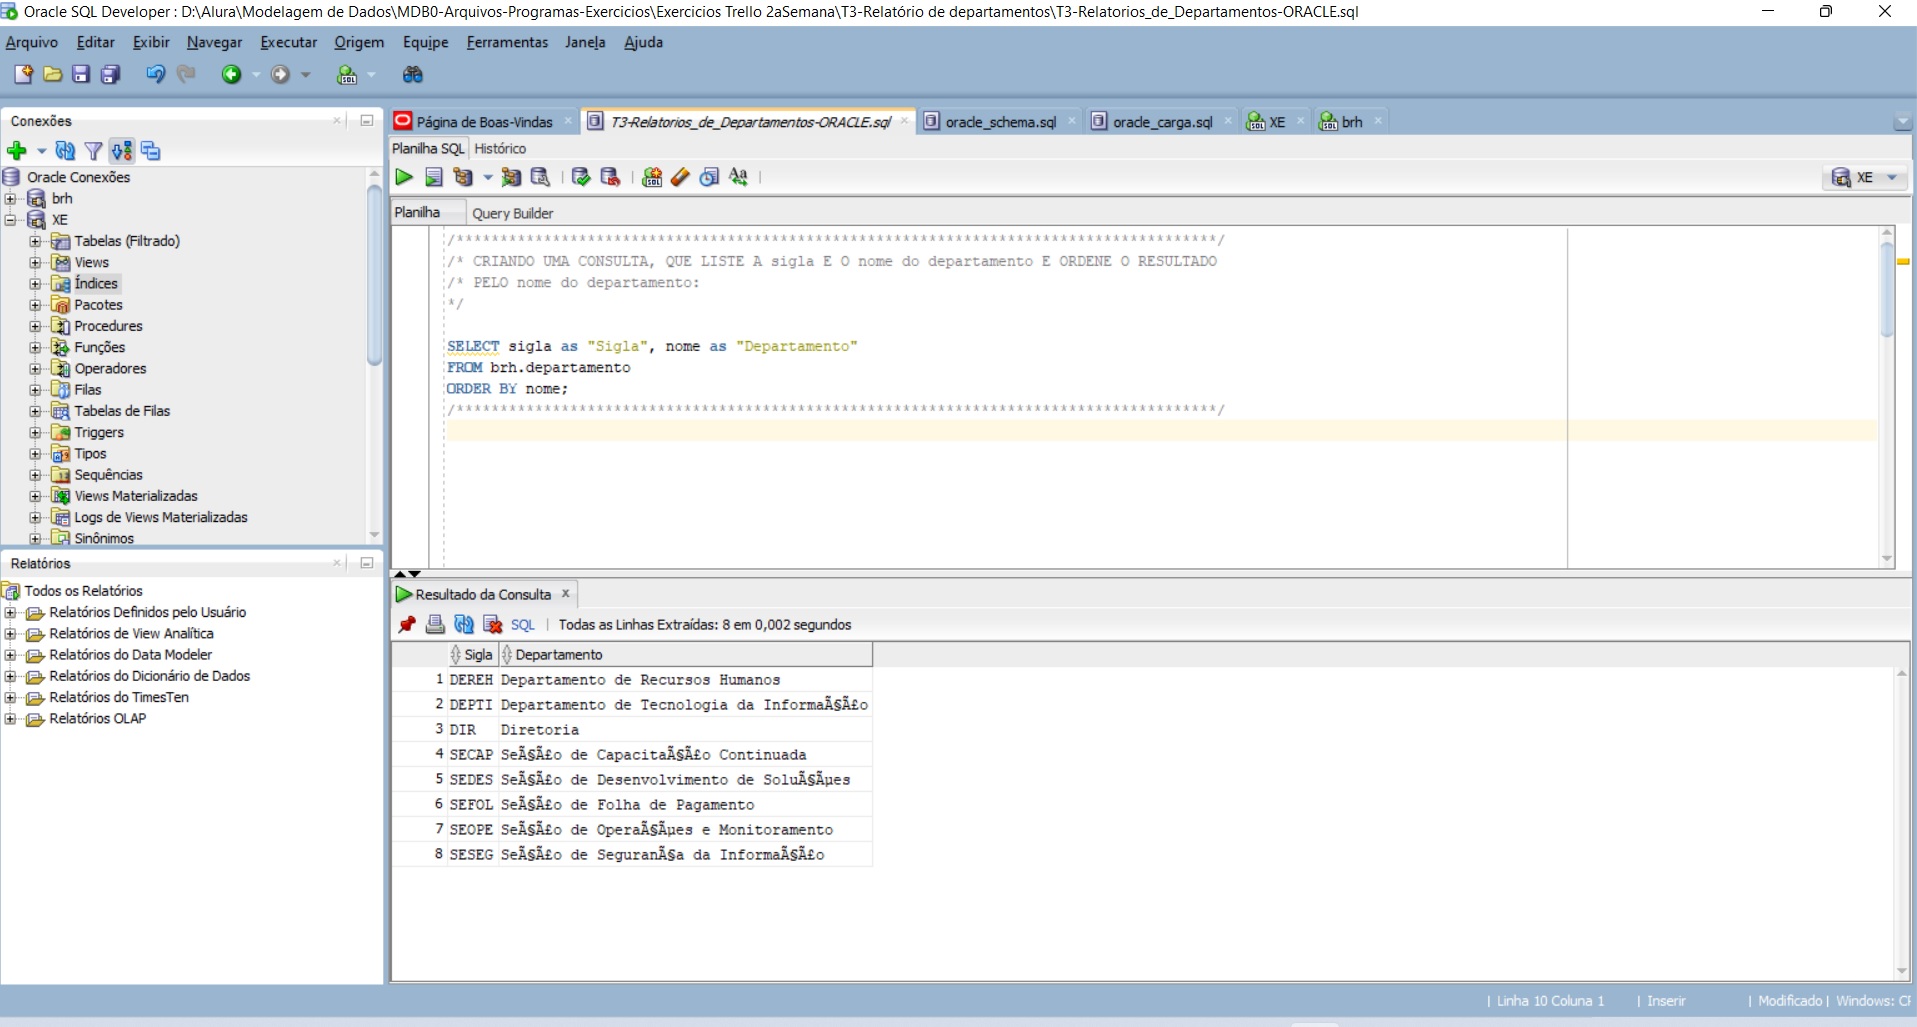 Oracle SQL Developer : D:\Alura\Modelagem de Dados\MDB0-Arquivos-Programas-Exercicios\Exercicios Trello 2aSemana\T3-Relatório de departamentos\T3-Relatorios_de_Departamentos-ORACLE.sql
Arquivo Editar Exibir Navegar Executar Origem Equipe Ferramentas Janela Ajuda
Conexões
Oracle Conexões
brh
XE
Tabelas (Filtrado)
Views
Índices
Pacotes
Procedures
Funções
Operadores
Filas
Tabelas de Filas
Triggers
Tipos
Sequências
Views Materializadas
Logs de Views Materializadas
Sinônimos
Relatórios
Todos os Relatórios
Relatórios Definidos pelo Usuário
Relatórios de View Analítica
Relatórios do Data Modeler
Relatórios do Dicionário de Dados
Relatórios do TimesTen
Relatórios OLAP
Página de Boas-Vindas T3-Relatorios_de_Departamentos-ORACLE.sql oracle_schema.sql oracle_carga.sql XE brh
Planilha SQL Histórico
XE
Planilha Query Builder
/***************************************************************************************/
/* CRIANDO UMA CONSULTA, QUE LISTE A sigla E O nome do departamento E ORDENE O RESULTADO
/* PELO nome do departamento:
*/
SELECT sigla as "Sigla", nome as "Departamento"
FROM brh.departamento
ORDER BY nome;
/***************************************************************************************/
Resultado da Consulta
SQL | Todas as Linhas Extraídas: 8 em 0,002 segundos
Sigla Departamento
1 DEREH Departamento de Recursos Humanos
2 DEPTI Departamento de Tecnologia da InformaÃ§Ã£o
3 DIR Diretoria
4 SECAP SeÃ§Ã£o de CapacitaÃ§Ã£o Continuada
5 SEDES SeÃ§Ã£o de Desenvolvimento de SoluÃ§Ãµes
6 SEFOL SeÃ§Ã£o de Folha de Pagamento
7 SEOPE SeÃ§Ã£o de OperaÃ§Ãµes e Monitoramento
8 SESEG SeÃ§Ã£o de SeguranÃ§a da InformaÃ§Ã£o
| Linha 10 Coluna 1 | Inserir | Modificado | Windows: CR